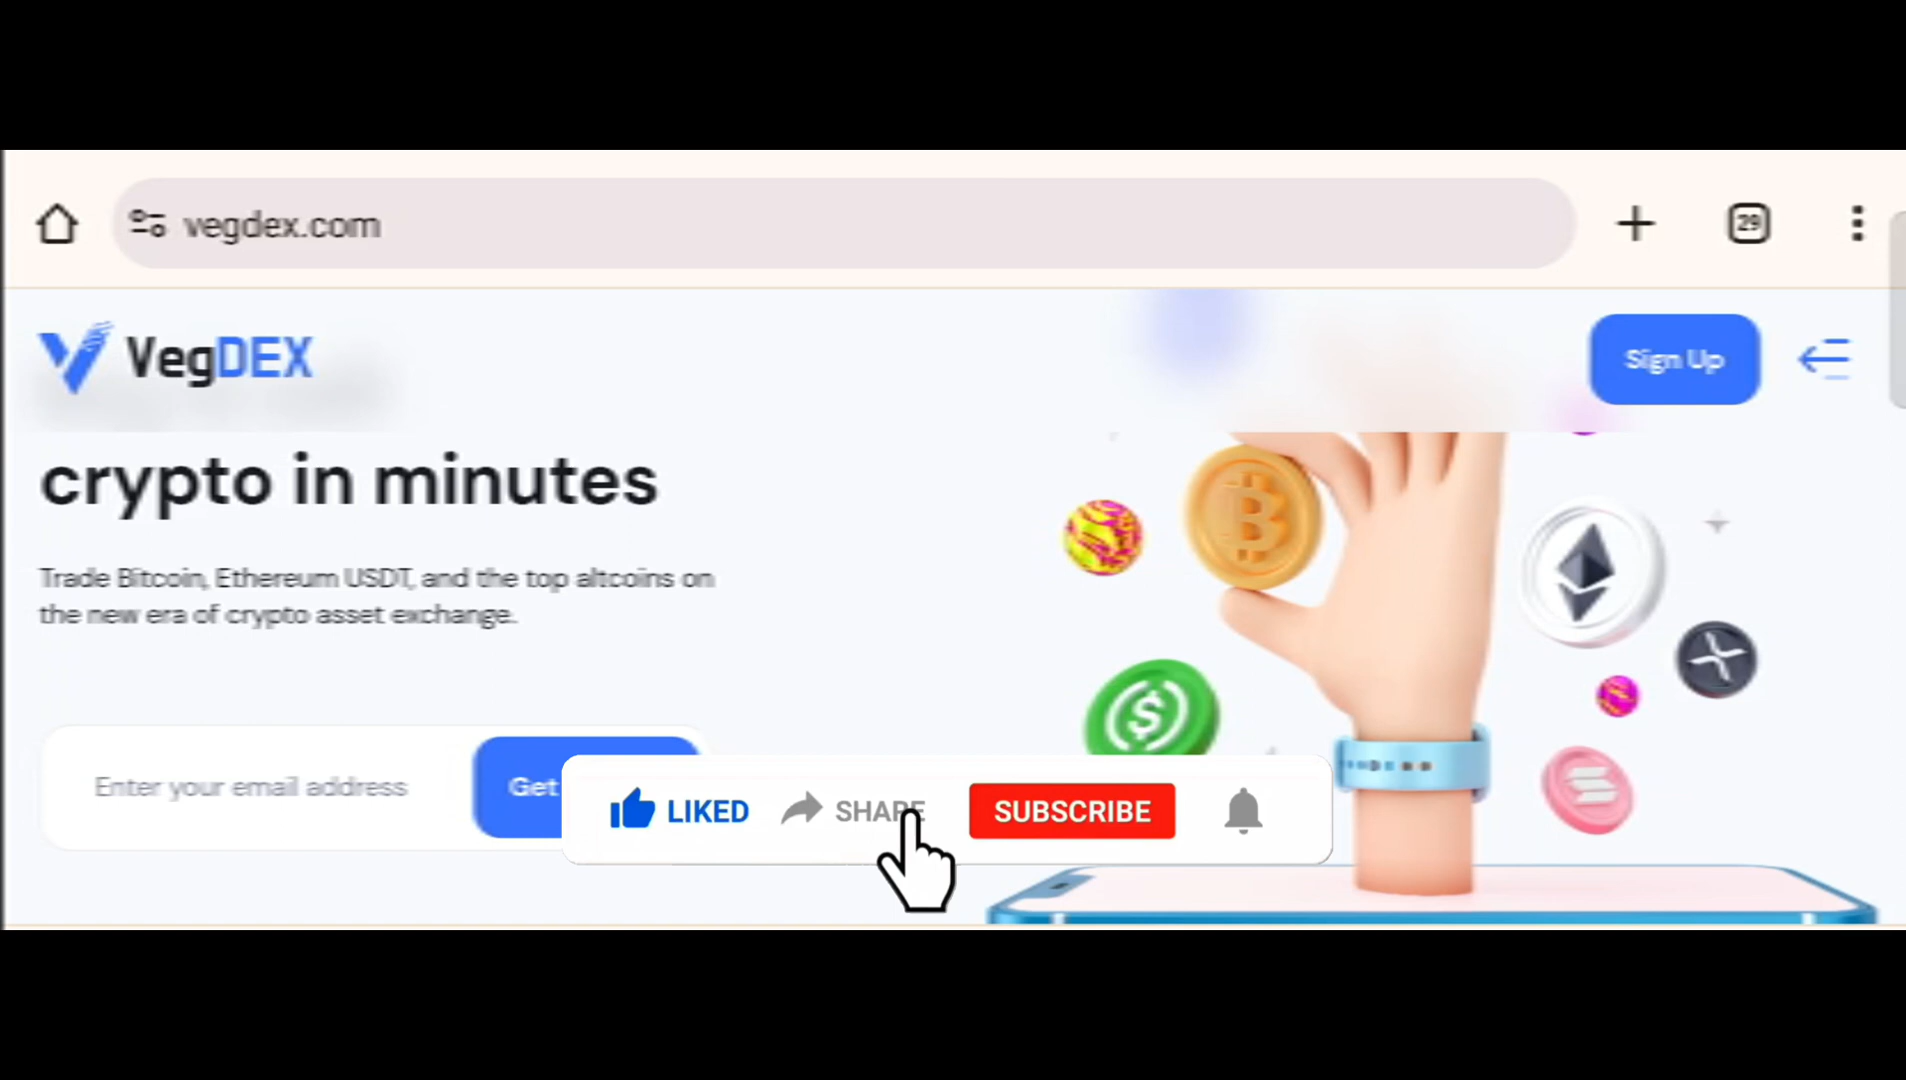 vegdex.com
29
VegDEX
Sign Up
crypto in minutes
Trade Bitcoin, Ethereum USDT, and the top altcoins on
the new era of crypto asset exchange.
Enter your email address
Get
LIKED
SHARE
SUBSCRIBE